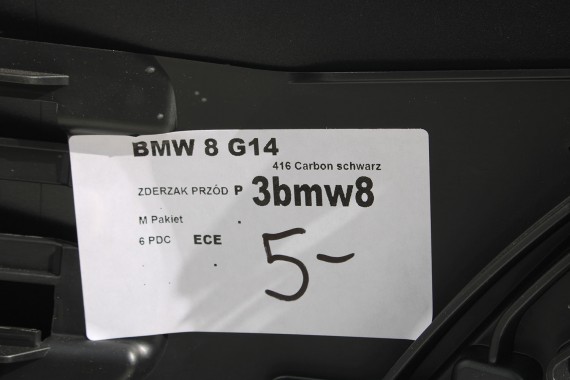 BMW 8 G14
416 Carbon schwarz
ZDERZAK PRZÓD P 3bmw8
M Pakiet
6 PDC ECE
5-